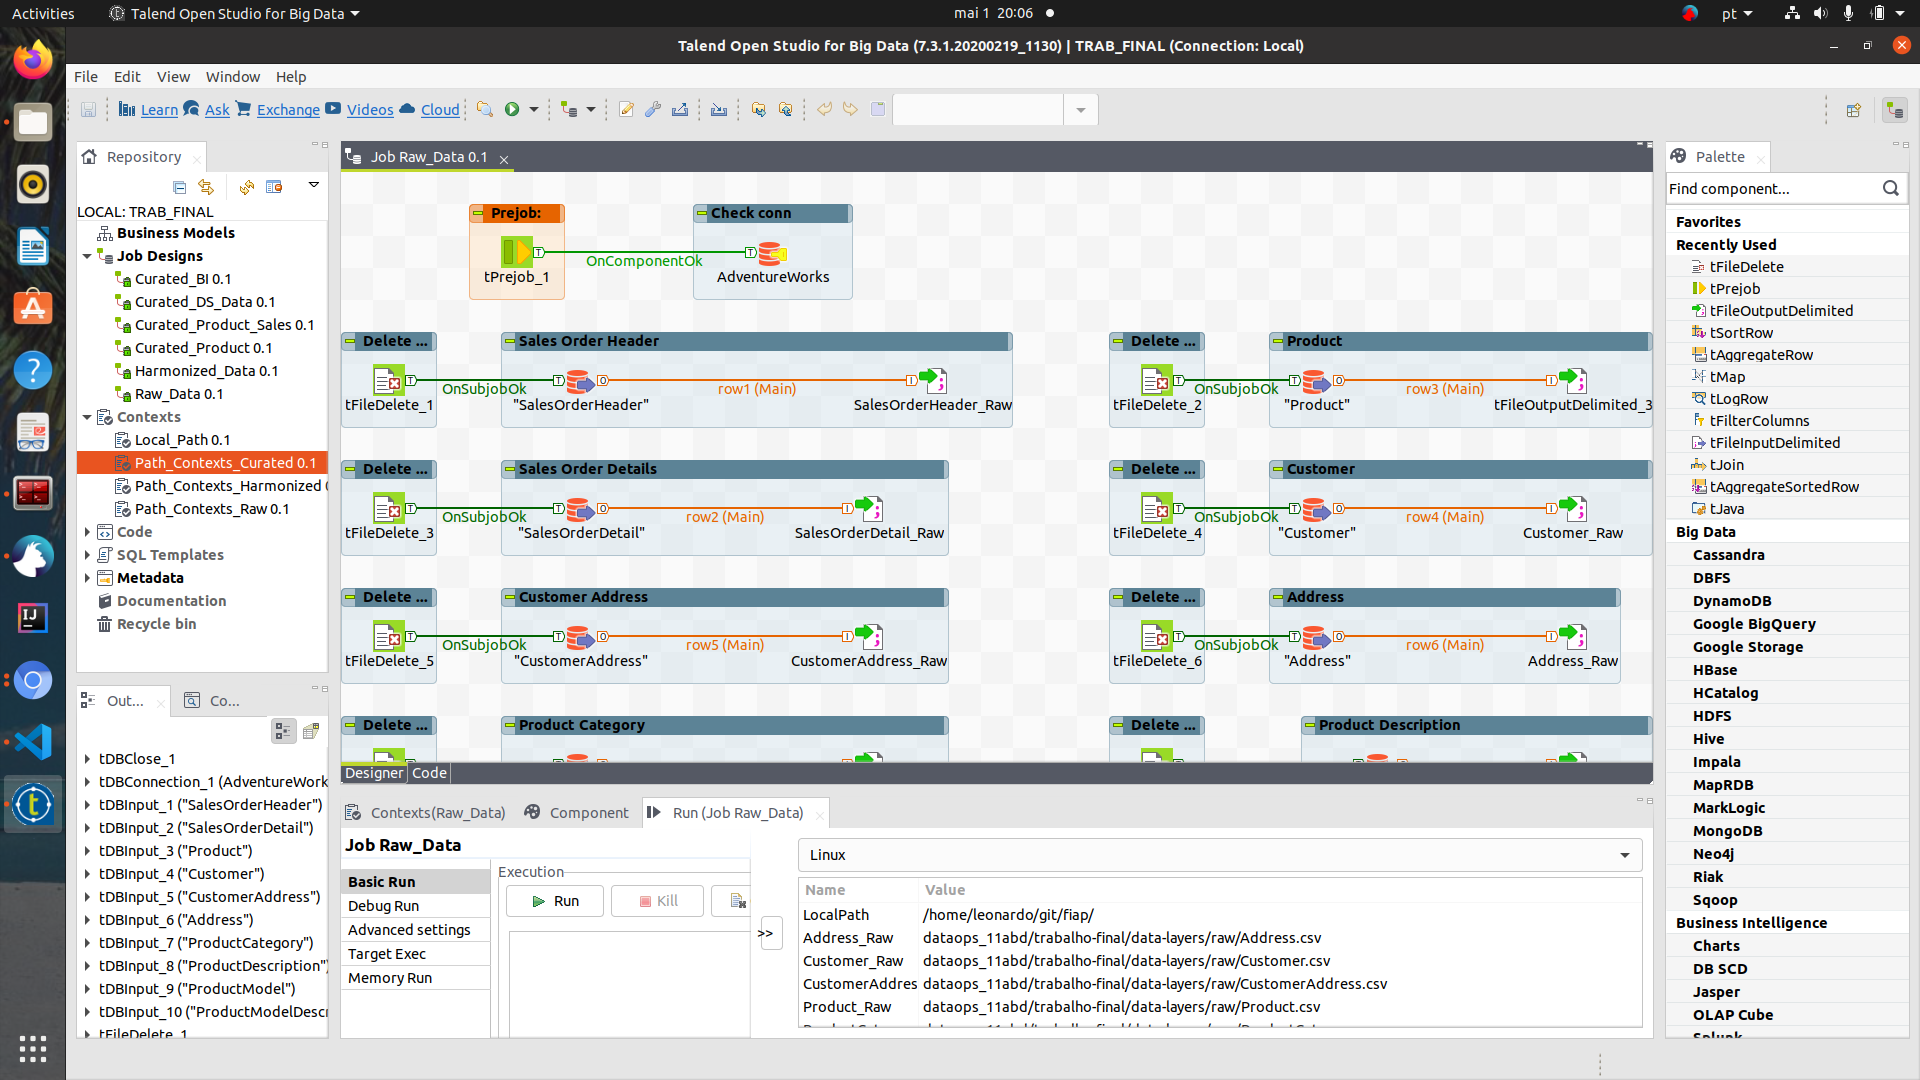 Activities
Talend Open Studio for Big Data
mai 1 20:06
pt
Talend Open Studio for Big Data (7.3.1.20200219_1130) | TRAB_FINAL (Connection: Local)
File Edit View Window Help
Learn Ask Exchange Videos Cloud
Repository
LOCAL: TRAB_FINAL
Business Models
Job Designs
Curated_BI 0.1
Curated_DS_Data 0.1
Curated_Product_Sales 0.1
Curated_Product 0.1
Harmonized_Data 0.1
Raw_Data 0.1
Contexts
Local_Path 0.1
Path_Contexts_Curated 0.1
Path_Contexts_Harmonized
Path_Contexts_Raw 0.1
Code
SQL Templates
Metadata
Documentation
Recycle bin
Out...
Co...
tDBClose_1
tDBConnection_1 (AdventureWork
tDBInput_1 ("SalesOrderHeader")
tDBInput_2 ("SalesOrderDetail")
tDBInput_3 ("Product")
tDBInput_4 ("Customer")
tDBInput_5 ("CustomerAddress")
tDBInput_6 ("Address")
tDBInput_7 ("ProductCategory")
tDBInput_8 ("ProductDescription")
tDBInput_9 ("ProductModel")
tDBInput_10 ("ProductModelDescr
tFileDelete_1
Job Raw_Data 0.1
Prejob:
Check conn
OnComponentOk
tPrejob_1
AdventureWorks
Delete ...
Sales Order Header
Delete ...
Product
OnSubjobOk
row1 (Main)
OnSubjobOk
row3 (Main)
tFileDelete_1
"SalesOrderHeader"
SalesOrderHeader_Raw
tFileDelete_2
"Product"
tFileOutputDelimited_3
Delete ...
Sales Order Details
Delete ...
Customer
OnSubjobOk
row2 (Main)
OnSubjobOk
row4 (Main)
tFileDelete_3
"SalesOrderDetail"
SalesOrderDetail_Raw
tFileDelete_4
"Customer"
Customer_Raw
Delete ...
Customer Address
Delete ...
Address
OnSubjobOk
row5 (Main)
OnSubjobOk
row6 (Main)
tFileDelete_5
"CustomerAddress"
CustomerAddress_Raw
tFileDelete_6
"Address"
Address_Raw
Delete ...
Product Category
Delete ...
Product Description
Designer Code
Contexts(Raw_Data)
Component
Run (Job Raw_Data)
Job Raw_Data
Basic Run
Debug Run
Advanced settings
Target Exec
Memory Run
Execution
Run
Kill
>>
Linux
Name Value
LocalPath /home/leonardo/git/fiap/
Address_Raw dataops_11abd/trabalho-final/data-layers/raw/Address.csv
Customer_Raw dataops_11abd/trabalho-final/data-layers/raw/Customer.csv
CustomerAddres dataops_11abd/trabalho-final/data-layers/raw/CustomerAddress.csv
Product_Raw dataops_11abd/trabalho-final/data-layers/raw/Product.csv
Palette
Find component...
Favorites
Recently Used
tFileDelete
tPrejob
tFileOutputDelimited
tSortRow
tAggregateRow
tMap
tLogRow
tFilterColumns
tFileInputDelimited
tJoin
tAggregateSortedRow
tJava
Big Data
Cassandra
DBFS
DynamoDB
Google BigQuery
Google Storage
HBase
HCatalog
HDFS
Hive
Impala
MapRDB
MarkLogic
MongoDB
Neo4j
Riak
Sqoop
Business Intelligence
Charts
DB SCD
Jasper
OLAP Cube
Splunk